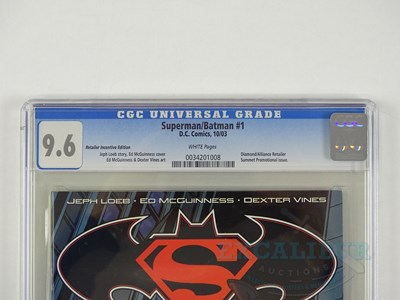 CGC UNIVERSAL GRADE
9.6
Superman/Batman #1
D.C. Comics, 10/03
Retailer Incentive Edition
WHITE Pages
Jeph Loeb story, Ed McGuinness cover
Ed McGuinness & Dexter Vines art
Diamond/Alliance Retailer
Summit Promotional issue.
0034201008
JEPH LOEB · ED MCGUINNESS · DEXTER VINES
S
EXCALIBUR
AUCTIONS